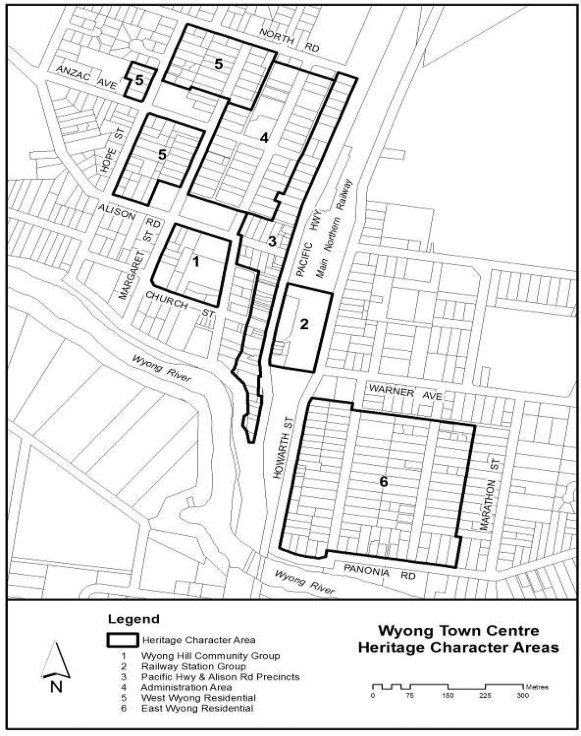 NORTH RD
5
ANZAC AVE
5
4
HOPE ST
5
ALISON RD
MARGARET ST
3
PACIFIC HWY
Main Northern Railway
1
CHURCH ST
2
Wyong River
WARNER AVE
HOWARTH ST
6
MARATHON ST
PANONIA RD
Wyong River
Legend
Heritage Character Area
1 Wyong Hill Community Group
2 Railway Station Group
3 Pacific Hwy & Alison Rd Precincts
4 Administration Area
5 West Wyong Residential
6 East Wyong Residential
N
Wyong Town Centre
Heritage Character Areas
Metres
0 75 150 225 300